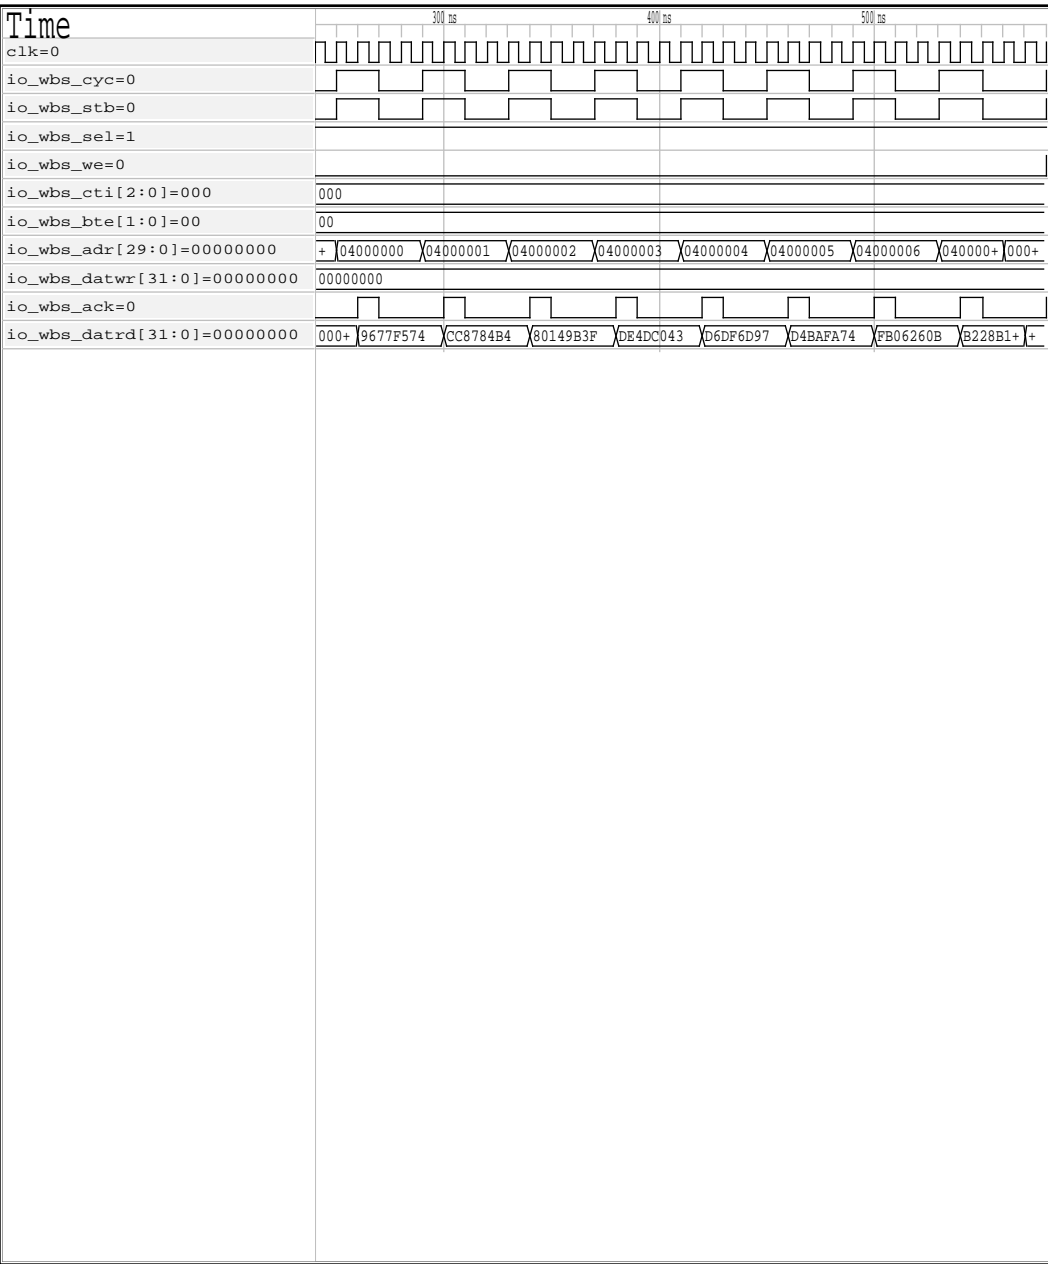 Time
300 ns 400 ns 500 ns
clk=0
io_wbs_cyc=0
io_wbs_stb=0
io_wbs_sel=1
io_wbs_we=0
io_wbs_cti[2:0]=000 000
io_wbs_bte[1:0]=00 00
io_wbs_adr[29:0]=00000000 + 04000000 04000001 04000002 04000003 04000004 04000005 04000006 040000+ 000+
io_wbs_datwr[31:0]=00000000 00000000
io_wbs_ack=0
io_wbs_datrd[31:0]=00000000 000+ 9677F574 CC8784B4 80149B3F DE4DC043 D6DF6D97 D4BAFA74 FB06260B B228B1+ +